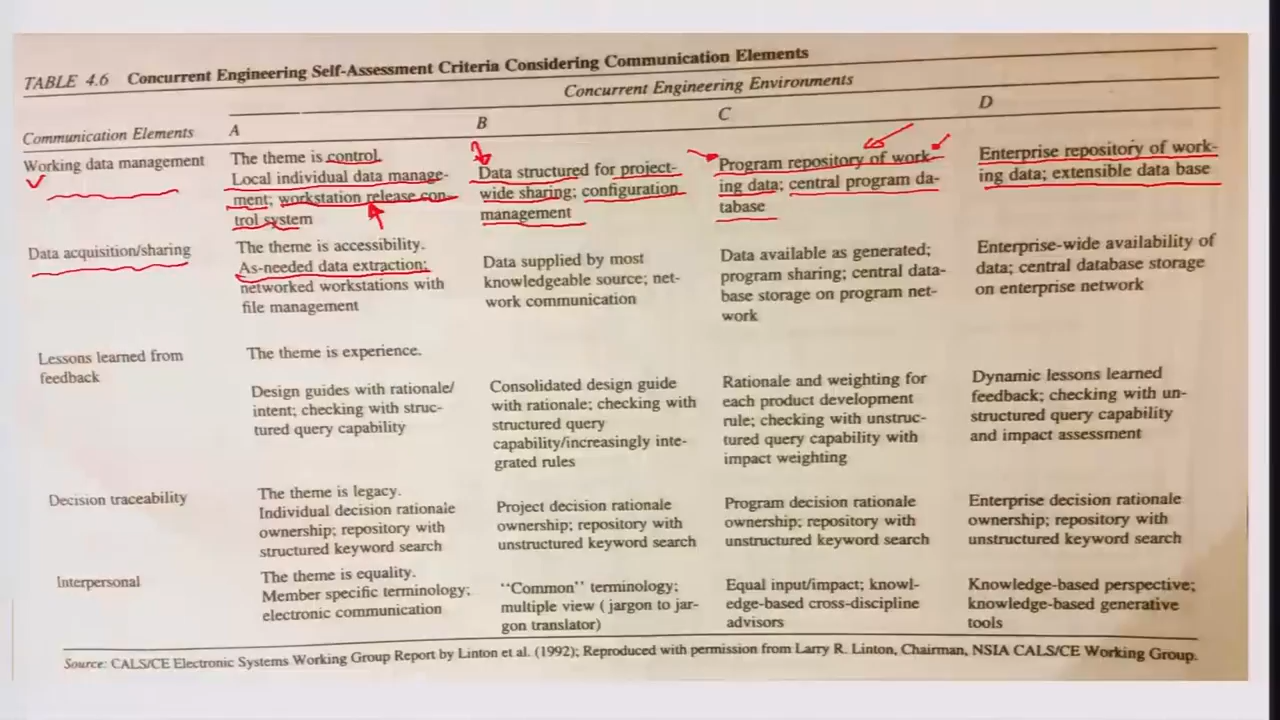 TABLE 4.6 Concurrent Engineering Self-Assessment Criteria Considering Communication Elements
Concurrent Engineering Environments
Communication Elements
A
B
C
D
Working data management
The theme is control.
Local individual data manage-
ment; workstation release con-
trol system
Data structured for project-
wide sharing; configuration
management
Program repository of work-
ing data; central program da-
tabase
Enterprise repository of work-
ing data; extensible data base
Data acquisition/sharing
The theme is accessibility.
As-needed data extraction;
networked workstations with
file management
Data supplied by most
knowledgeable source; net-
work communication
Data available as generated;
program sharing; central data-
base storage on program net-
work
Enterprise-wide availability of
data; central database storage
on enterprise network
Lessons learned from
feedback
The theme is experience.
Design guides with rationale/
intent; checking with struc-
tured query capability
Consolidated design guide
with rationale; checking with
structured query
capability/increasingly inte-
grated rules
Rationale and weighting for
each product development
rule; checking with unstruc-
tured query capability with
impact weighting
Dynamic lessons learned
feedback; checking with un-
structured query capability
and impact assessment
Decision traceability
The theme is legacy.
Individual decision rationale
ownership; repository with
structured keyword search
Project decision rationale
ownership; repository with
unstructured keyword search
Program decision rationale
ownership; repository with
unstructured keyword search
Enterprise decision rationale
ownership; repository with
unstructured keyword search
Interpersonal
The theme is equality.
Member specific terminology;
electronic communication
"Common" terminology;
multiple view (jargon to jar-
gon translator)
Equal input/impact; knowl-
edge-based cross-discipline
advisors
Knowledge-based perspective;
knowledge-based generative
tools
Source: CALS/CE Electronic Systems Working Group Report by Linton et al. (1992); Reproduced with permission from Larry R. Linton, Chairman, NSIA CALS/CE Working Group.